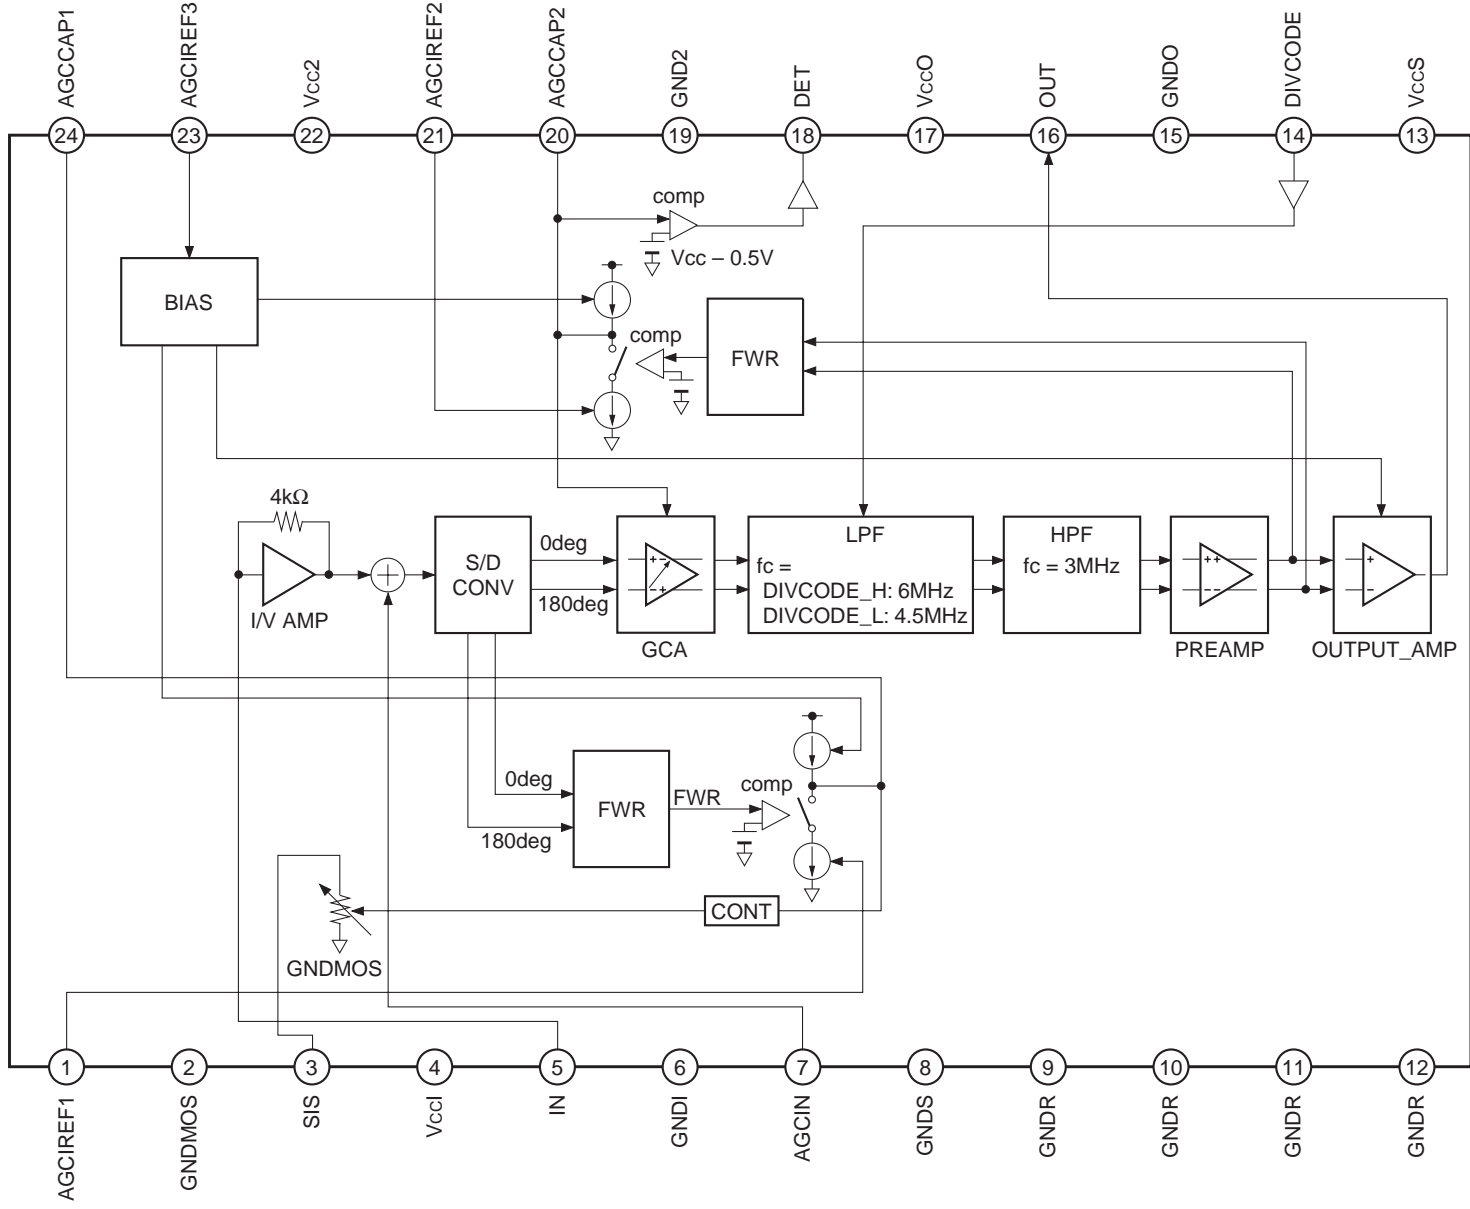 AGCCAP1
AGCIREF3
Vcc2
AGCIREF2
AGCCAP2
GND2
DET
VccO
OUT
GNDO
DIVCODE
VccS
24
23
22
21
20
19
18
17
16
15
14
13
comp
Vcc – 0.5V
BIAS
comp
FWR
4kΩ
I/V AMP
S/D
CONV
0deg
180deg
GCA
LPF
fc =
DIVCODE_H: 6MHz
DIVCODE_L: 4.5MHz
HPF
fc = 3MHz
PREAMP
OUTPUT_AMP
0deg
180deg
FWR
FWR
comp
CONT
GNDMOS
1
2
3
4
5
6
7
8
9
10
11
12
AGCIREF1
GNDMOS
SIS
VccI
IN
GNDI
AGCIN
GNDS
GNDR
GNDR
GNDR
GNDR